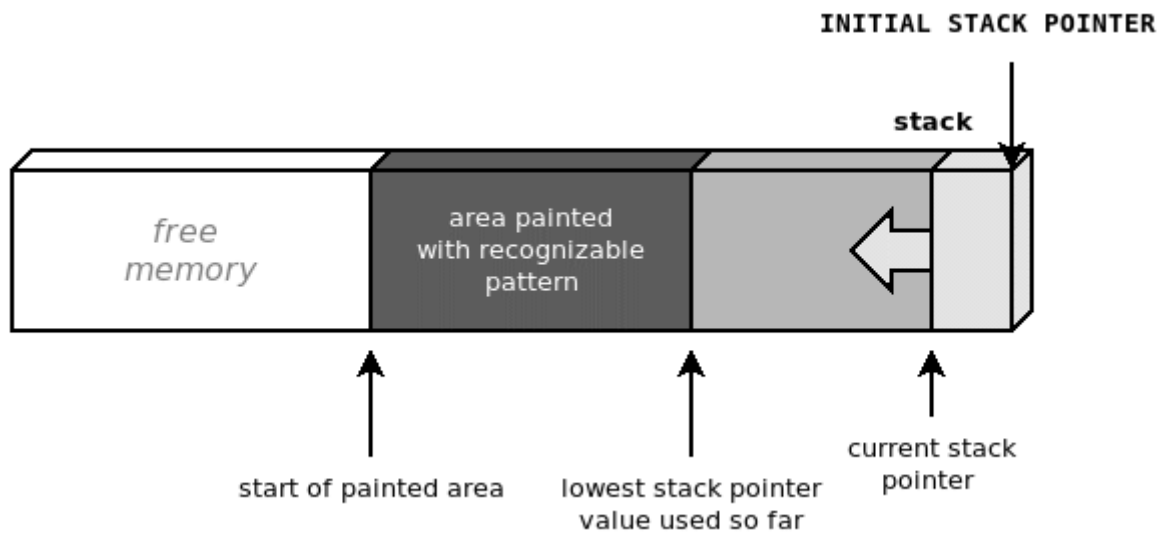 INITIAL STACK POINTER
stack
free
memory
area painted
with recognizable
pattern
start of painted area
lowest stack pointer
value used so far
current stack
pointer